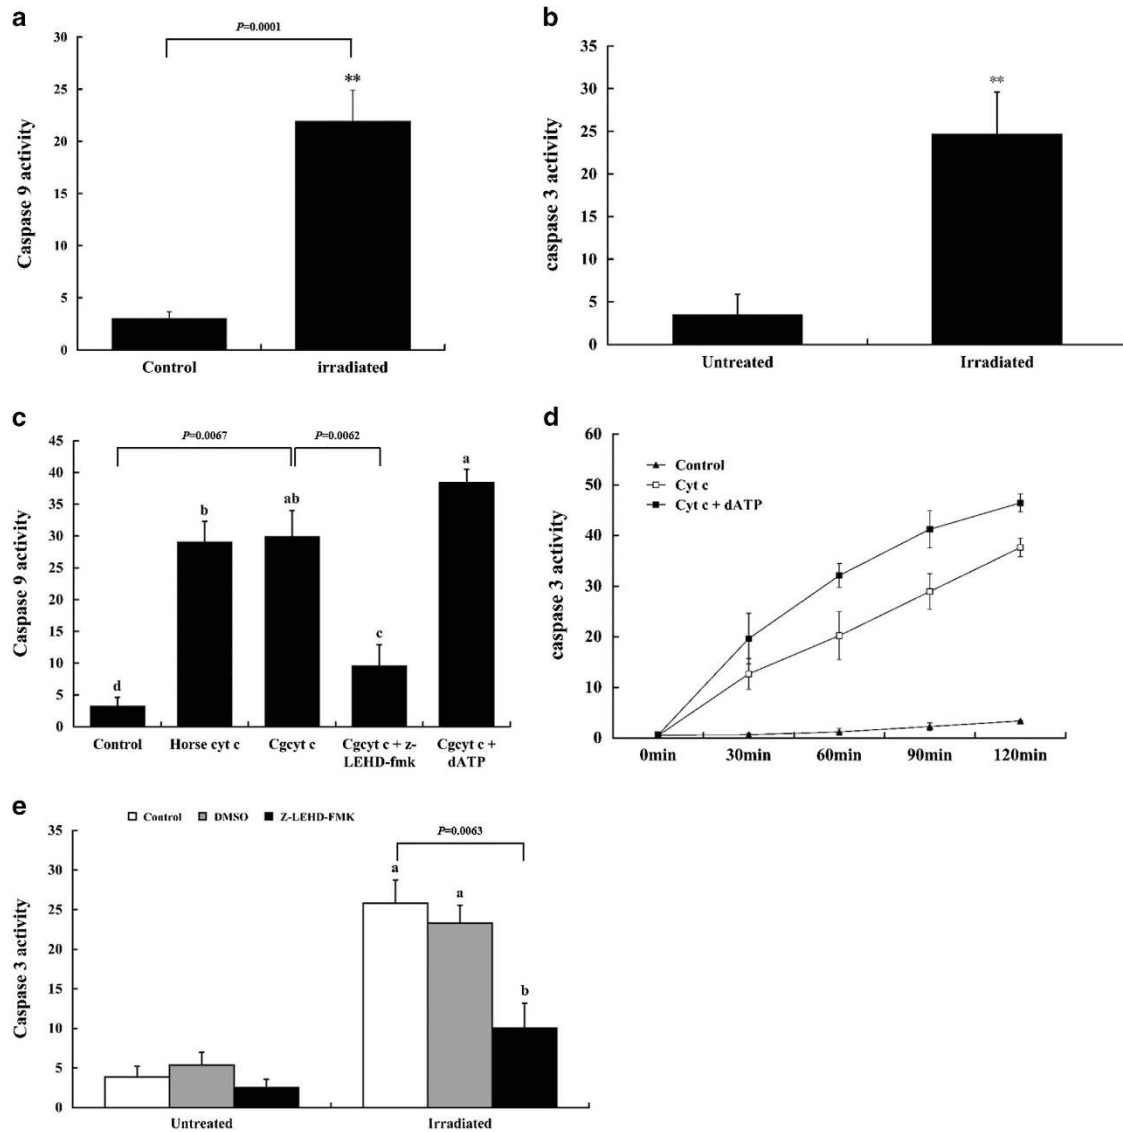 a
P=0.0001
**
Caspase 9 activity
30
25
20
15
10
5
0
Control irradiated
b
**
caspase 3 activity
35
30
25
20
15
10
5
0
Untreated Irradiated
c
P=0.0067 P=0.0062
Caspase 9 activity
45
40
35
30
25
20
15
10
5
0
d b ab c a
Control Horse cyt c Cgcyt c Cgcyt c + z- Cgcyt c +
LEHD-fmk dATP
d
caspase 3 activity
60
50
40
30
20
10
0
Control
Cyt c
Cyt c + dATP
0min 30min 60min 90min 120min
e
Control DMSO Z-LEHD-FMK
P=0.0063
Caspase 3 activity
35
30
25
20
15
10
5
0
a a b
Untreated Irradiated